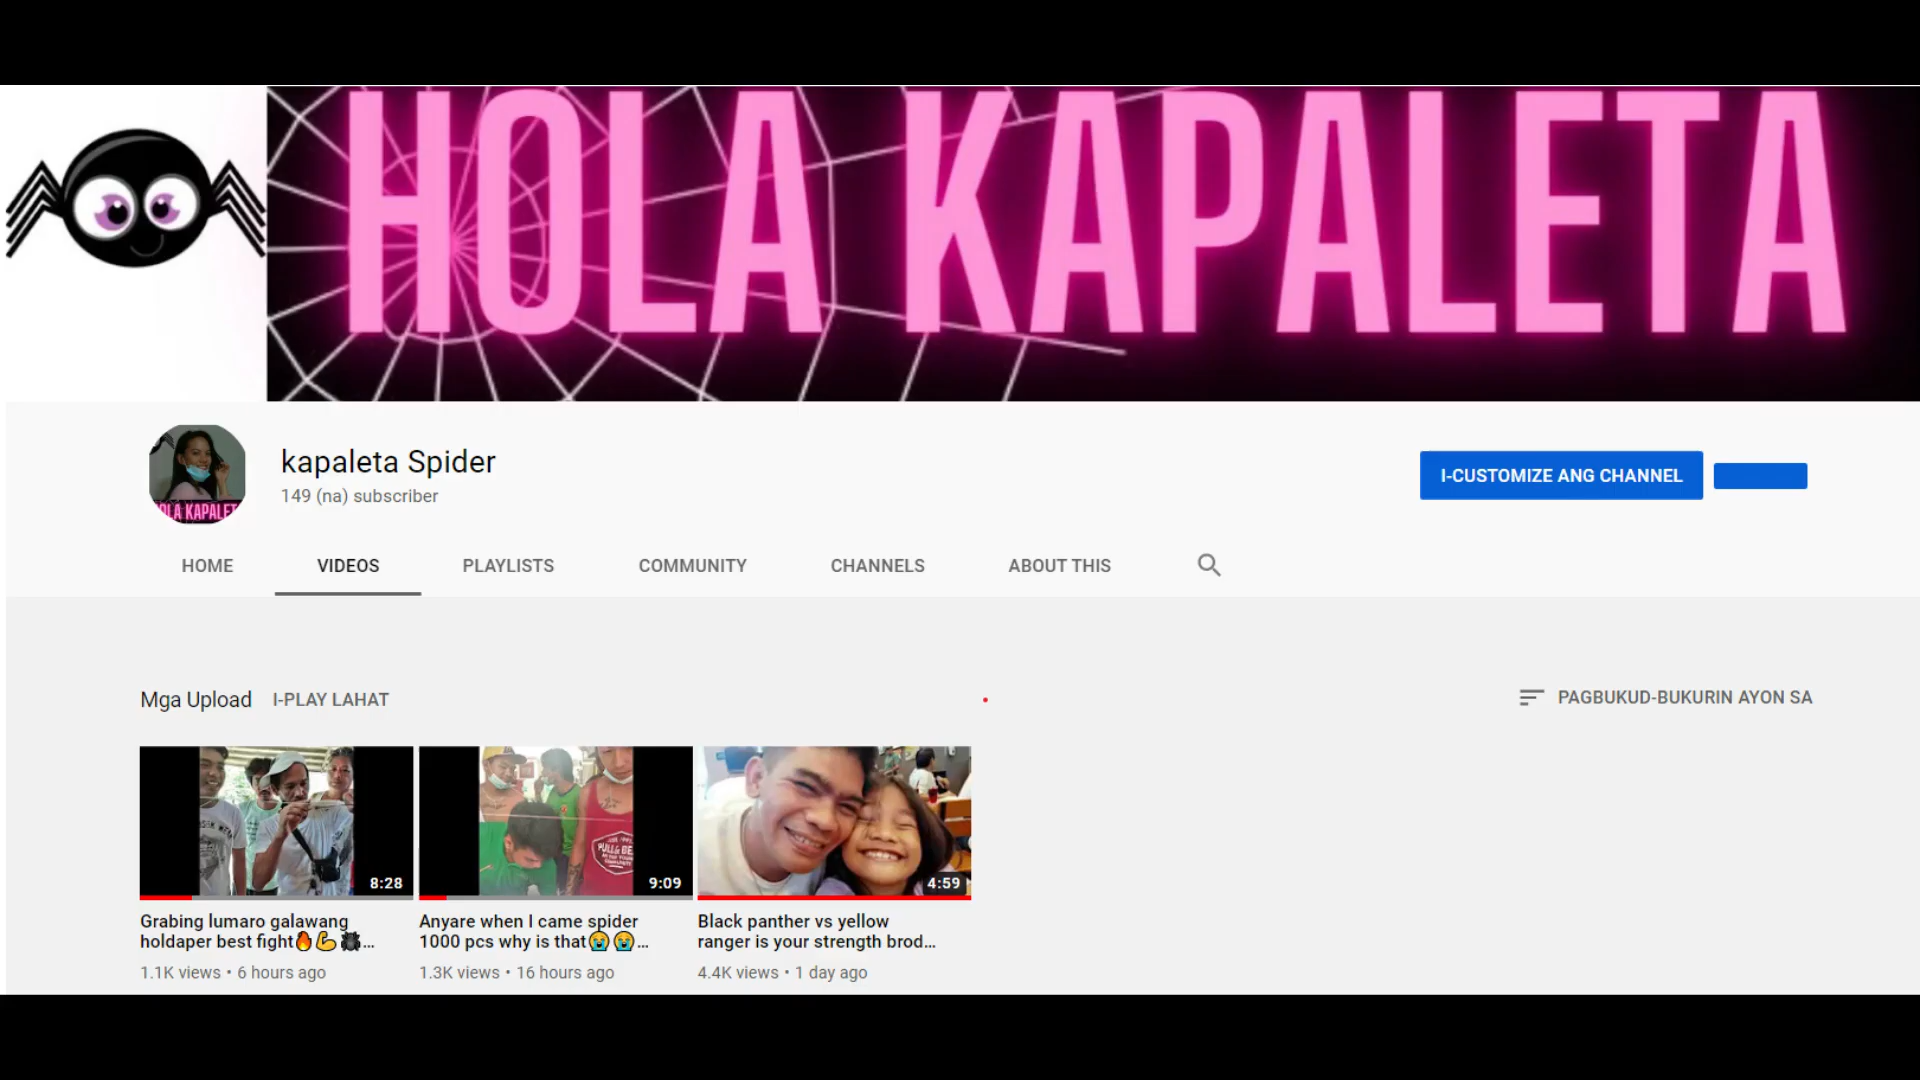 HOLA KAPALETA
kapaleta Spider
149 (na) subscriber
I-CUSTOMIZE ANG CHANNEL
HOME
VIDEOS
PLAYLISTS
COMMUNITY
CHANNELS
ABOUT THIS
Mga Upload
I-PLAY LAHAT
PAGBUKUD-BUKURIN AYON SA
8:28
9:09
4:59
Grabing lumaro galawang
holdaper best fight🔥💪🕷...
1.1K views • 6 hours ago
Anyare when I came spider
1000 pcs why is that😭😭...
1.3K views • 16 hours ago
Black panther vs yellow
ranger is your strength brod...
4.4K views • 1 day ago